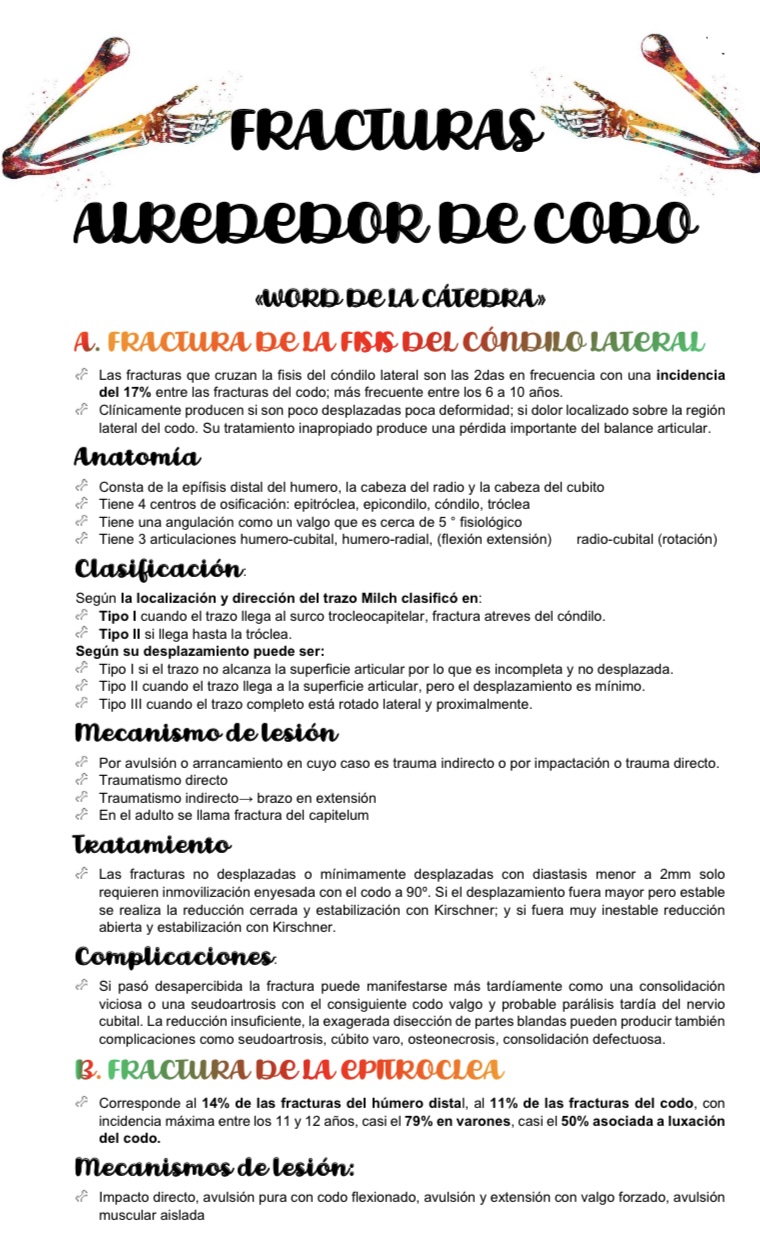 FRACTURAS
ALREDEDOR DE CODO
«WORD DE LA CÁTEDRA»
A. FRACTURA DE LA FISIS DEL CÓNDILO LATERAL
Las fracturas que cruzan la fisis del cóndilo lateral son las 2das en frecuencia con una incidencia
del 17% entre las fracturas del codo; más frecuente entre los 6 a 10 años.
Clínicamente producen si son poco desplazadas poca deformidad; si dolor localizado sobre la región
lateral del codo. Su tratamiento inapropiado produce una pérdida importante del balance articular.
Anatomía
Consta de la epífisis distal del humero, la cabeza del radio y la cabeza del cubito
Tiene 4 centros de osificación: epitróclea, epicondilo, cóndilo, tróclea
Tiene una angulación como un valgo que es cerca de 5 ° fisiológico
Tiene 3 articulaciones humero-cubital, humero-radial, (flexión extensión) radio-cubital (rotación)
Clasificación:
Según la localización y dirección del trazo Milch clasificó en:
Tipo I cuando el trazo llega al surco trocleocapitelar, fractura atreves del cóndilo.
Tipo II si llega hasta la tróclea.
Según su desplazamiento puede ser:
Tipo I si el trazo no alcanza la superficie articular por lo que es incompleta y no desplazada.
Tipo II cuando el trazo llega a la superficie articular, pero el desplazamiento es mínimo.
Tipo III cuando el trazo completo está rotado lateral y proximalmente.
Mecanismo de lesión
Por avulsión o arrancamiento en cuyo caso es trauma indirecto o por impactación o trauma directo.
Traumatismo directo
Traumatismo indirecto→ brazo en extensión
En el adulto se llama fractura del capitelum
Tratamiento
Las fracturas no desplazadas o mínimamente desplazadas con diastasis menor a 2mm solo
requieren inmovilización enyesada con el codo a 90º. Si el desplazamiento fuera mayor pero estable
se realiza la reducción cerrada y estabilización con Kirschner; y si fuera muy inestable reducción
abierta y estabilización con Kirschner.
Complicaciones:
Si pasó desapercibida la fractura puede manifestarse más tardíamente como una consolidación
viciosa o una seudoartrosis con el consiguiente codo valgo y probable parálisis tardía del nervio
cubital. La reducción insuficiente, la exagerada disección de partes blandas pueden producir también
complicaciones como seudoartrosis, cúbito varo, osteonecrosis, consolidación defectuosa.
B. FRACTURA DE LA EPITROCLEA
Corresponde al 14% de las fracturas del húmero distal, al 11% de las fracturas del codo, con
incidencia máxima entre los 11 y 12 años, casi el 79% en varones, casi el 50% asociada a luxación
del codo.
Mecanismos de lesión:
Impacto directo, avulsión pura con codo flexionado, avulsión y extensión con valgo forzado, avulsión
muscular aislada